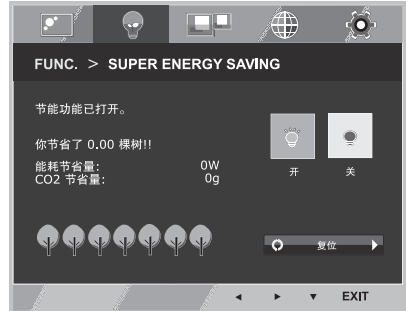 FUNC. > SUPER ENERGY SAVING
节能功能已打开。
你节省了 0.00 棵树!!
能耗节省量: 0W
CO2 节省量: 0g
开 关
复位
EXIT